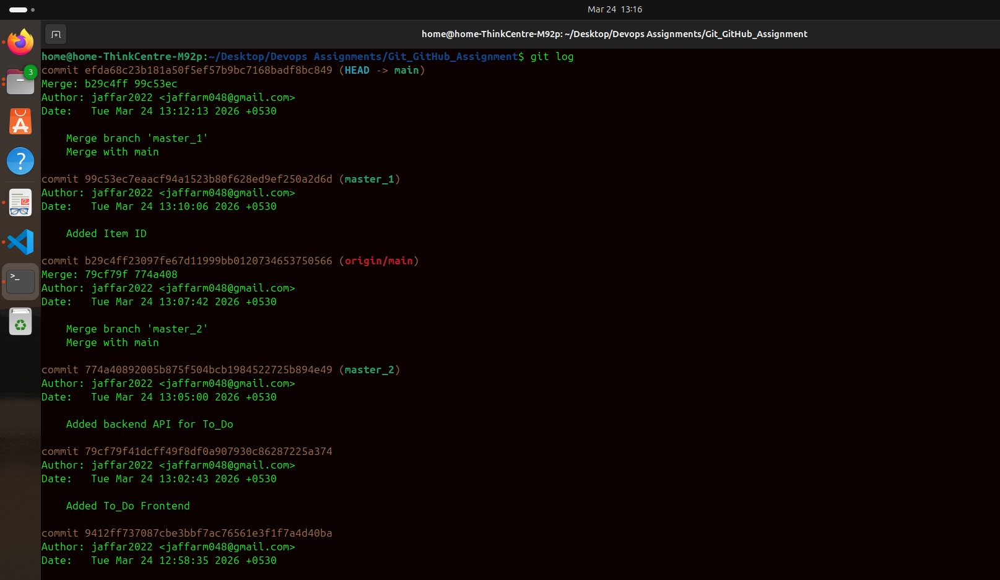 Mar 24 13:16
home@home-ThinkCentre-M92p: ~/Desktop/Devops Assignments/Git_GitHub_Assignment
3
home@home-ThinkCentre-M92p:~/Desktop/Devops Assignments/Git_GitHub_Assignment$ git log
commit efda68c23b181a50f5ef57b9bc7168badf8bc849 (HEAD -> main)
Merge: b29c4ff 99c53ec
Author: jaffar2022 <jaffarm048@gmail.com>
Date:   Tue Mar 24 13:12:13 2026 +0530
    Merge branch 'master_1'
    Merge with main
commit 99c53ec7eaacf94a1523b80f628ed9ef250a2d6d (master_1)
Author: jaffar2022 <jaffarm048@gmail.com>
Date:   Tue Mar 24 13:10:06 2026 +0530
    Added Item ID
commit b29c4ff23097fe67d11999bb0120734653750566 (origin/main)
Merge: 79cf79f 774a408
Author: jaffar2022 <jaffarm048@gmail.com>
Date:   Tue Mar 24 13:07:42 2026 +0530
    Merge branch 'master_2'
    Merge with main
commit 774a40892005b875f504bcb1984522725b894e49 (master_2)
Author: jaffar2022 <jaffarm048@gmail.com>
Date:   Tue Mar 24 13:05:00 2026 +0530
    Added backend API for To_Do
commit 79cf79f41dcff49f8df0a907930c86287225a374
Author: jaffar2022 <jaffarm048@gmail.com>
Date:   Tue Mar 24 13:02:43 2026 +0530
    Added To_Do Frontend
commit 9412ff737087cbe3bbf7ac76561e3f1f7a4d40ba
Author: jaffar2022 <jaffarm048@gmail.com>
Date:   Tue Mar 24 12:58:35 2026 +0530